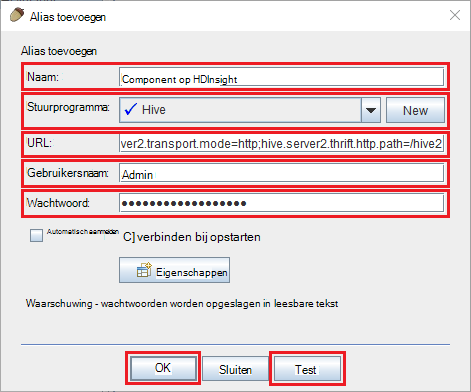 Alias toevoegen
Alias toevoegen
Naam: Component op HDInsight
Stuurprogramma: Hive New
URL: ver2.transport.mode=http;hive.server2.thrift.http.path=/hive2
Gebruikersnaam: Admin
Wachtwoord: ●●●●●●●●●●●●●●●●●●
Automatisch aanmelden C] verbinden bij opstarten
Eigenschappen
Waarschuwing - wachtwoorden worden opgeslagen in leesbare tekst
OK Sluiten Test